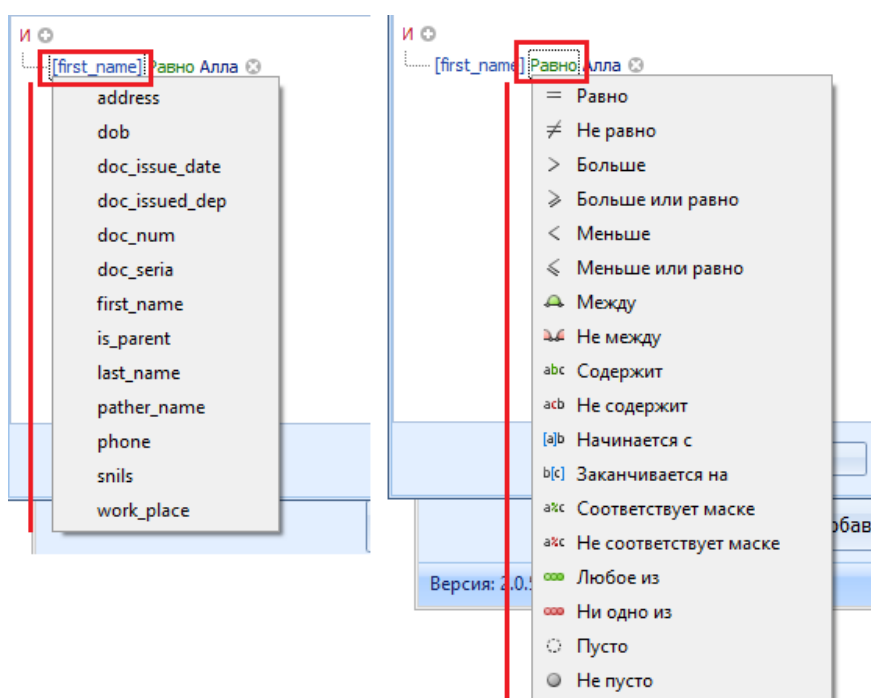 И
[first_name] Равно Алла
address
dob
doc_issue_date
doc_issued_dep
doc_num
doc_seria
first_name
is_parent
last_name
pather_name
phone
snils
work_place
И
[first_name] Равно Алла
= Равно
≠ Не равно
> Больше
⩾ Больше или равно
< Меньше
⩽ Меньше или равно
Между
Не между
abc Содержит
acb Не содержит
[a]b Начинается с
b[c] Заканчивается на
a%c Соответствует маске
a%c Не соответствует маске
Любое из
Ни одно из
Пусто
Не пусто
Версия: 2.0.